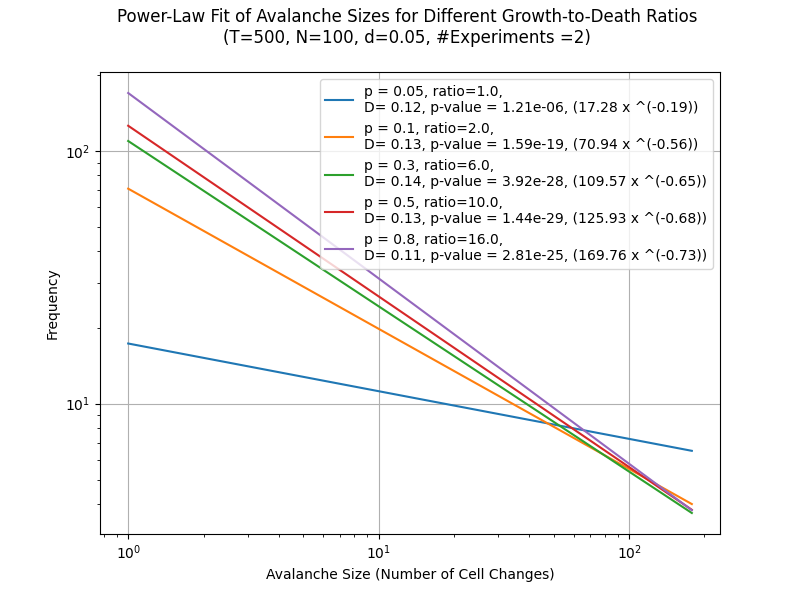 Power-Law Fit of Avalanche Sizes for Different Growth-to-Death Ratios
(T=500, N=100, d=0.05, #Experiments =2)
p = 0.05, ratio=1.0,
D= 0.12, p-value = 1.21e-06, (17.28 x ^(-0.19))
p = 0.1, ratio=2.0,
D= 0.13, p-value = 1.59e-19, (70.94 x ^(-0.56))
p = 0.3, ratio=6.0,
D= 0.14, p-value = 3.92e-28, (109.57 x ^(-0.65))
p = 0.5, ratio=10.0,
D= 0.13, p-value = 1.44e-29, (125.93 x ^(-0.68))
p = 0.8, ratio=16.0,
D= 0.11, p-value = 2.81e-25, (169.76 x ^(-0.73))
Frequency
10²
10¹
10⁰ 10¹ 10²
Avalanche Size (Number of Cell Changes)